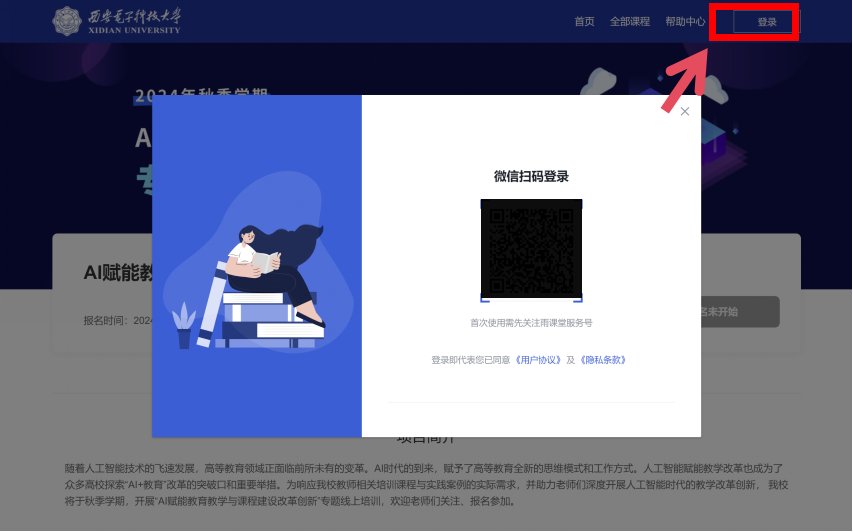 西安电子科技大学
XIDIAN UNIVERSITY
首页 全部课程 帮助中心 登录
2024年秋季学期
A
专
微信扫码登录
AI赋能教
报名时间：2024
名未开始
首次使用需先关注雨课堂服务号
登录即代表您已同意《用户协议》及《隐私条款》
项目简介
随着人工智能技术的飞速发展，高等教育领域正面临前所未有的变革。AI时代的到来，赋予了高等教育全新的思维模式和工作方式。人工智能赋能教学改革也成为了
众多高校探索“AI+教育”改革的突破口和重要举措。为响应我校教师相关培训课程与实践案例的实际需求，并助力老师们深度开展人工智能时代的教学改革创新， 我校
将于秋季学期，开展“AI赋能教育教学与课程建设改革创新”专题线上培训，欢迎老师们关注、报名参加。